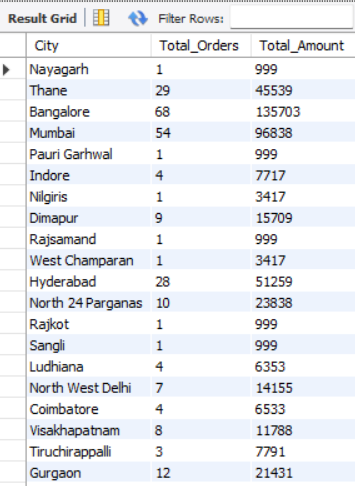 Result Grid Filter Rows:
City Total_Orders Total_Amount
Nayagarh 1 999
Thane 29 45539
Bangalore 68 135703
Mumbai 54 96838
Pauri Garhwal 1 999
Indore 4 7717
Nilgiris 1 3417
Dimapur 9 15709
Rajsamand 1 999
West Champaran 1 3417
Hyderabad 28 51259
North 24 Parganas 10 23838
Rajkot 1 999
Sangli 1 999
Ludhiana 4 6353
North West Delhi 7 14155
Coimbatore 4 6533
Visakhapatnam 8 11788
Tiruchirappalli 3 7791
Gurgaon 12 21431